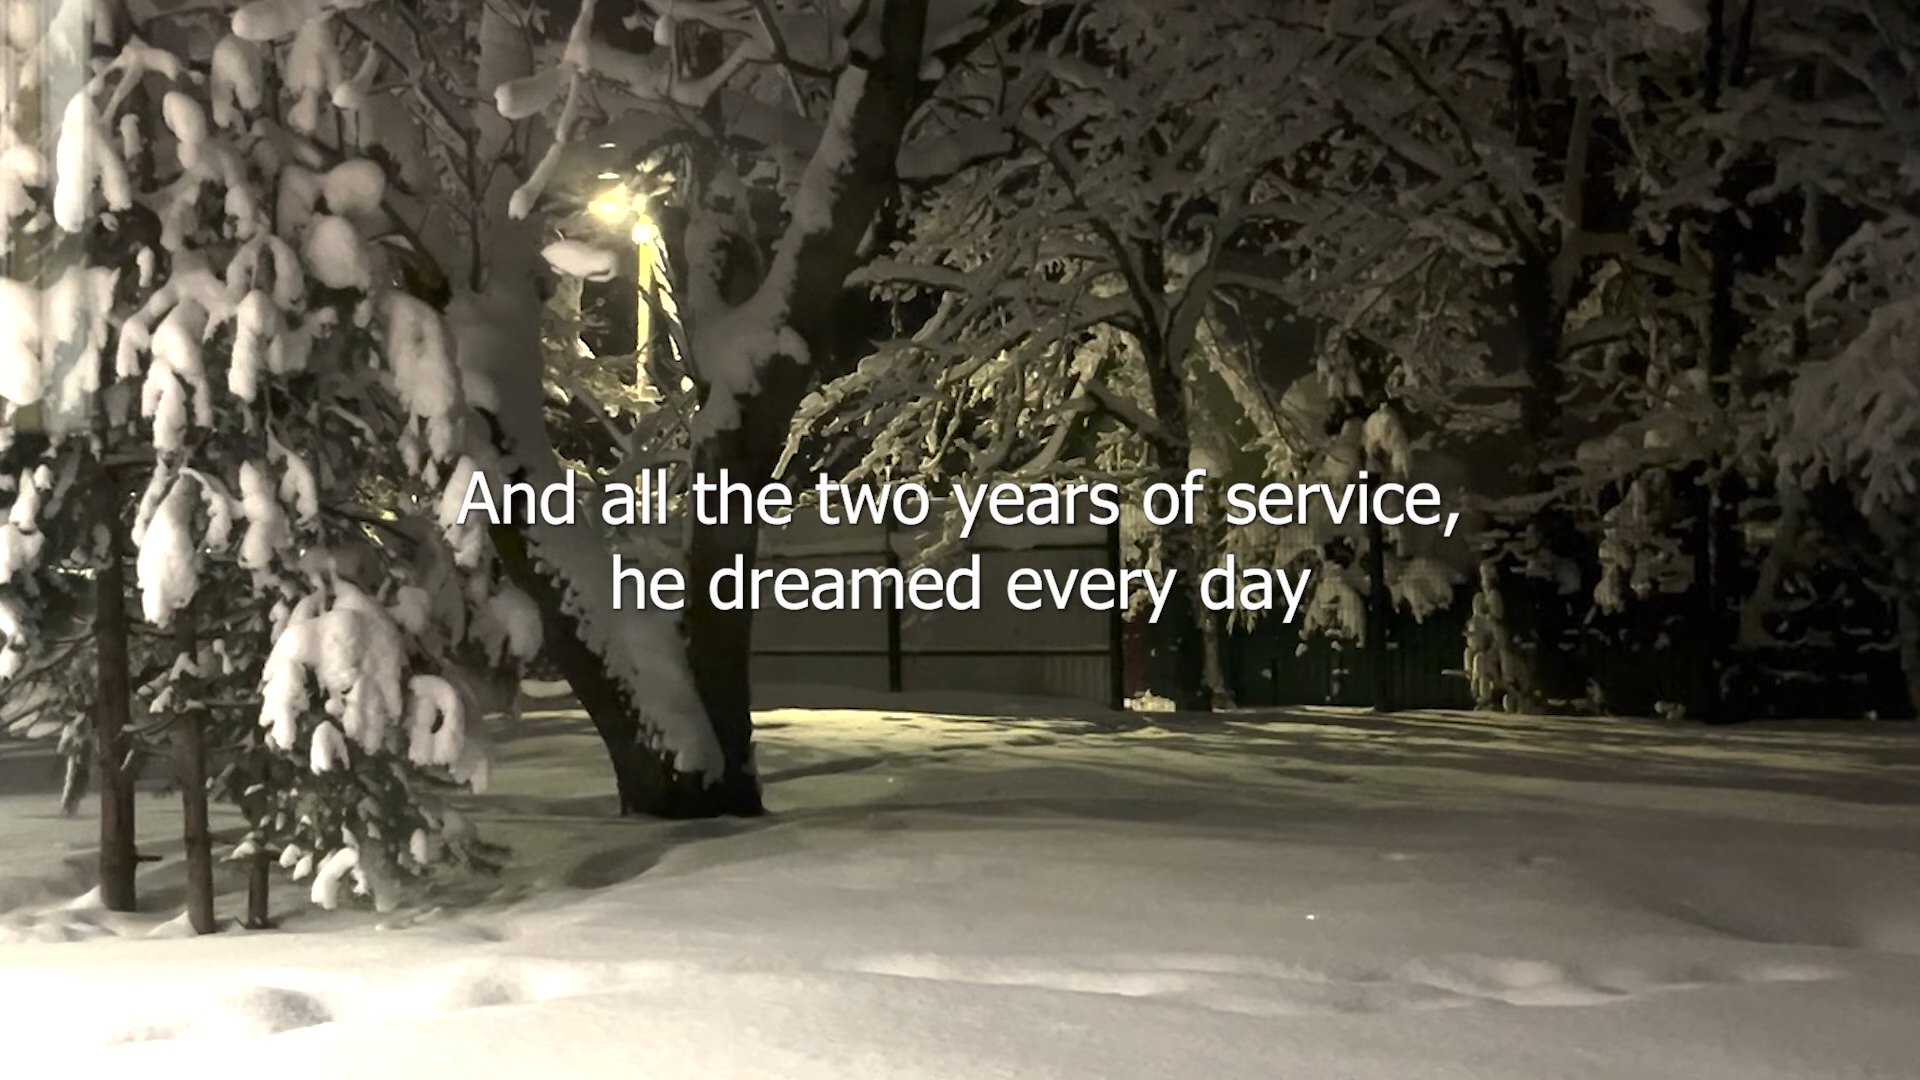 And all the two years of service,
he dreamed every day